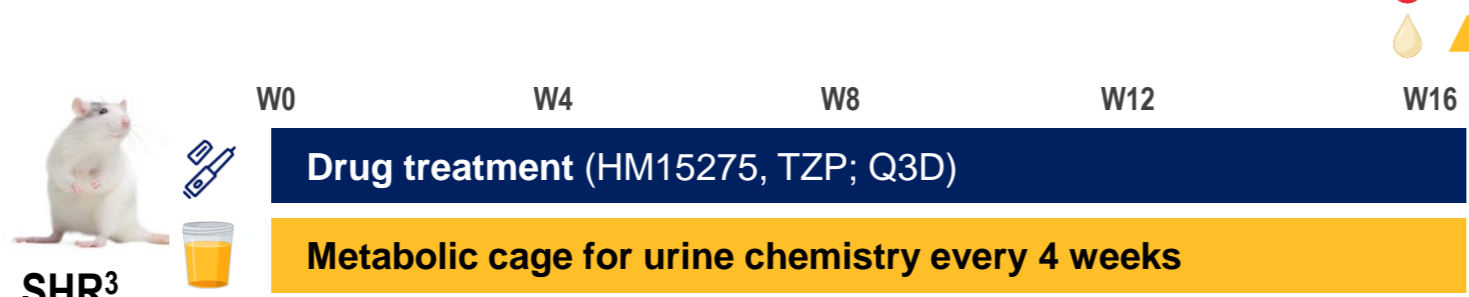 W0 W4 W8 W12 W16
Drug treatment (HM15275, TZP; Q3D)
Metabolic cage for urine chemistry every 4 weeks
SHR³